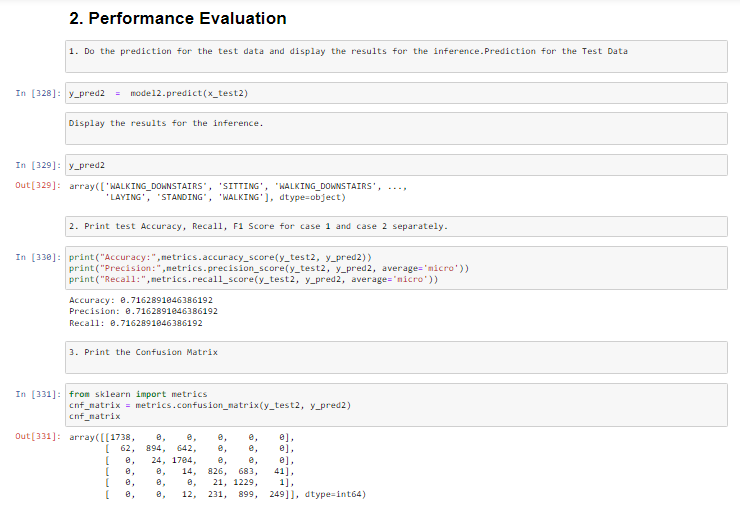 2. Performance Evaluation
1. Do the prediction for the test data and display the results for the inference.Prediction for the Test Data
In [328]: y_pred2 = model2.predict(x_test2)
Display the results for the inference.
In [329]: y_pred2
Out[329]: array(['WALKING_DOWNSTAIRS', 'SITTING', 'WALKING_DOWNSTAIRS', ...,
'LAYING', 'STANDING', 'WALKING'], dtype=object)
2. Print test Accuracy, Recall, F1 Score for case 1 and case 2 separately.
In [330]: print("Accuracy:",metrics.accuracy_score(y_test2, y_pred2))
print("Precision:",metrics.precision_score(y_test2, y_pred2, average='micro'))
print("Recall:",metrics.recall_score(y_test2, y_pred2, average='micro'))
Accuracy: 0.7162891046386192
Precision: 0.7162891046386192
Recall: 0.7162891046386192
3. Print the Confusion Matrix
In [331]: from sklearn import metrics
cnf_matrix = metrics.confusion_matrix(y_test2, y_pred2)
cnf_matrix
Out[331]: array([[1738, 0, 0, 0, 0, 0],
[ 62, 894, 642, 0, 0, 0],
[ 0, 24, 1704, 0, 0, 0],
[ 0, 0, 14, 826, 683, 41],
[ 0, 0, 0, 21, 1229, 1],
[ 0, 0, 12, 231, 899, 249]], dtype=int64)